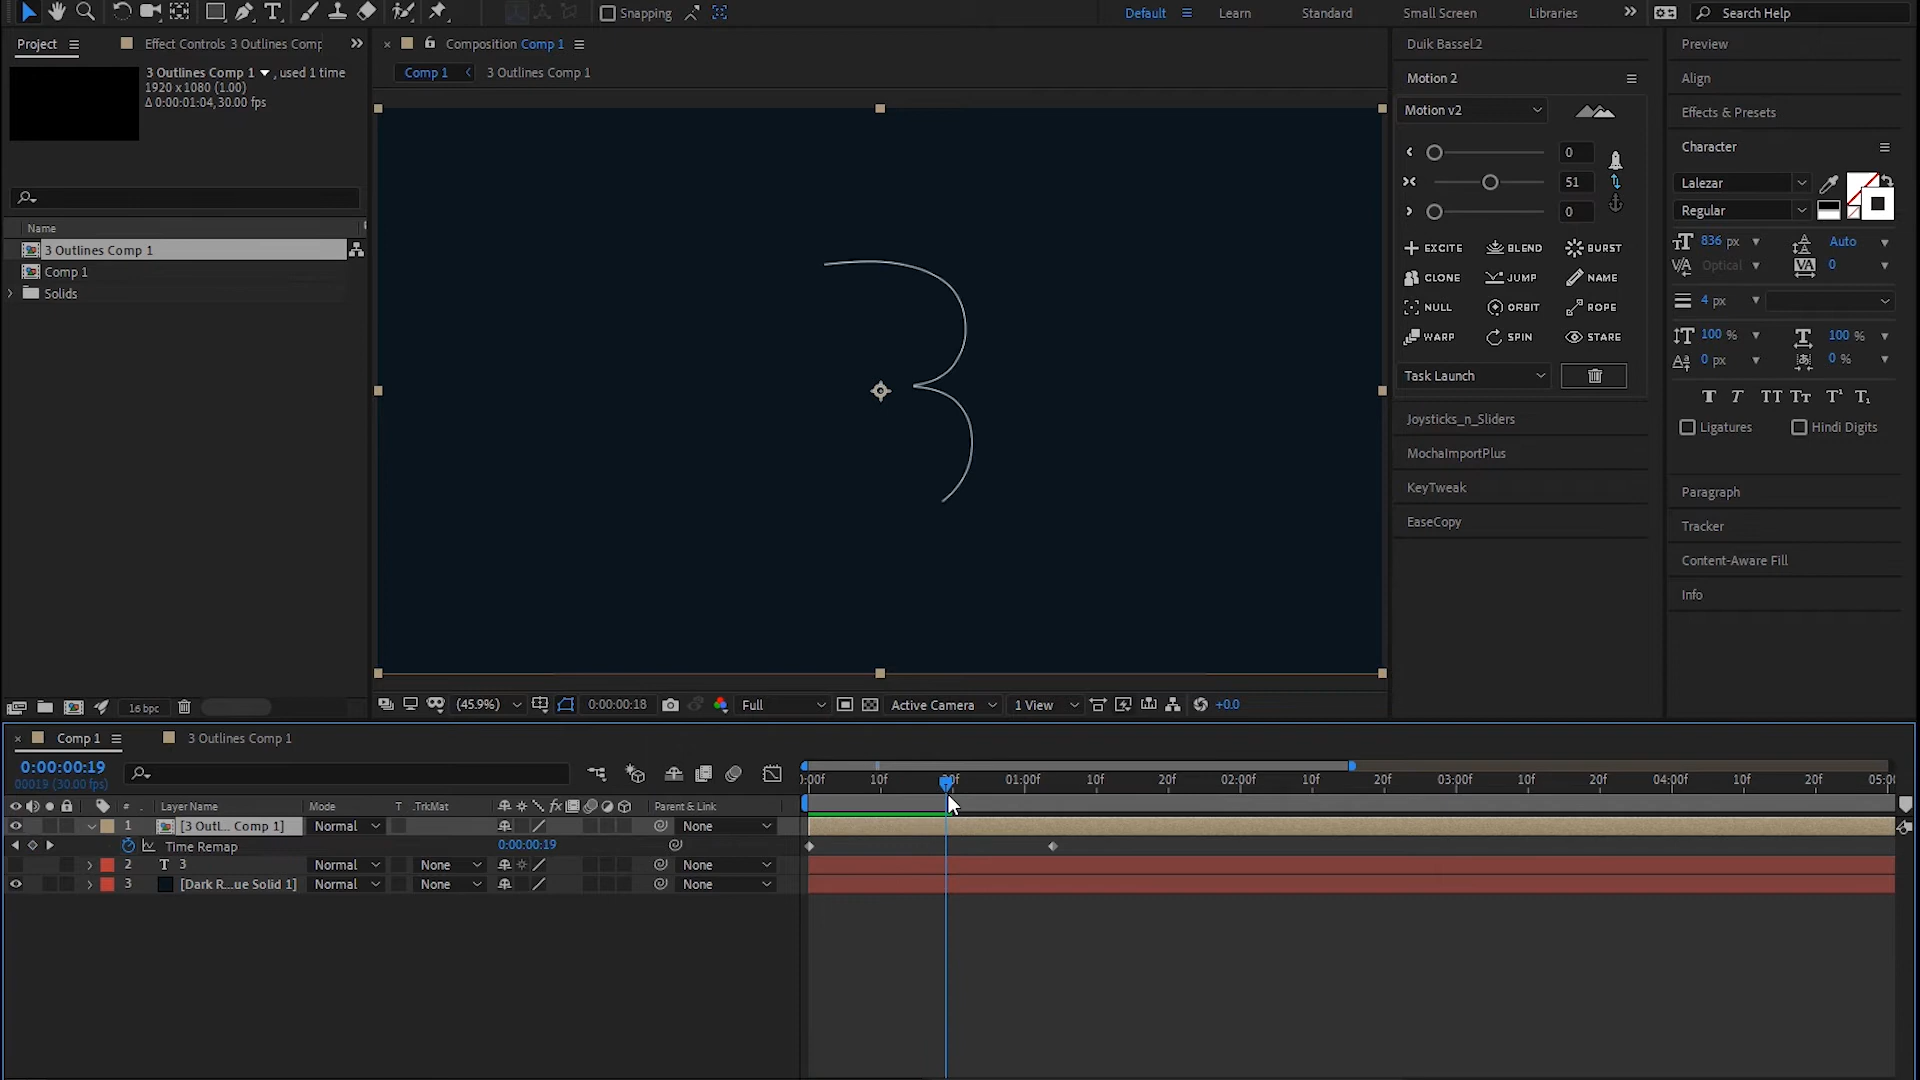 Snapping
Default
Learn
Standard
Small Screen
Libraries
Search Help
Project
Effect Controls 3 Outlines Comp
Composition Comp 1
Comp 1
3 Outlines Comp 1
3 Outlines Comp 1 , used 1 time
1920 x 1080 (1.00)
Δ 0:00:01:04, 30.00 fps
Name
3 Outlines Comp 1
Comp 1
Solids
16 bpc
(45.9%)
0:00:00:18
Full
Active Camera
1 View
+0.0
Duik Bassel.2
Motion 2
Motion v2
0
51
0
EXCITE
BLEND
BURST
CLONE
JUMP
NAME
NULL
ORBIT
ROPE
WARP
SPIN
STARE
Task Launch
Joysticks_n_Sliders
MochaImportPlus
KeyTweak
EaseCopy
Preview
Align
Effects & Presets
Character
Lalezar
Regular
836 px
Auto
Optical
0
4 px
100 %
100 %
0 px
0 %
Ligatures
Hindi Digits
Paragraph
Tracker
Content-Aware Fill
Info
Comp 1
3 Outlines Comp 1
0:00:00:19
00019 (30.00 fps)
):00f 10f 20f 01:00f 10f 20f 02:00f 10f 20f 03:00f 10f 20f 04:00f 10f 20f 05:00
# Layer Name Mode T .TrkMat Parent & Link
1 [3 Outl... Comp 1] Normal None
Time Remap 0:00:00:19
2 T 3 Normal None None
3 [Dark R...ue Solid 1] Normal None None